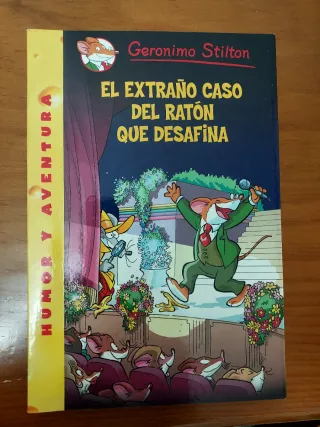 Geronimo Stilton
EL EXTRAÑO CASO
DEL RATÓN
QUE DESAFINA
HUMOR Y AVENTURA